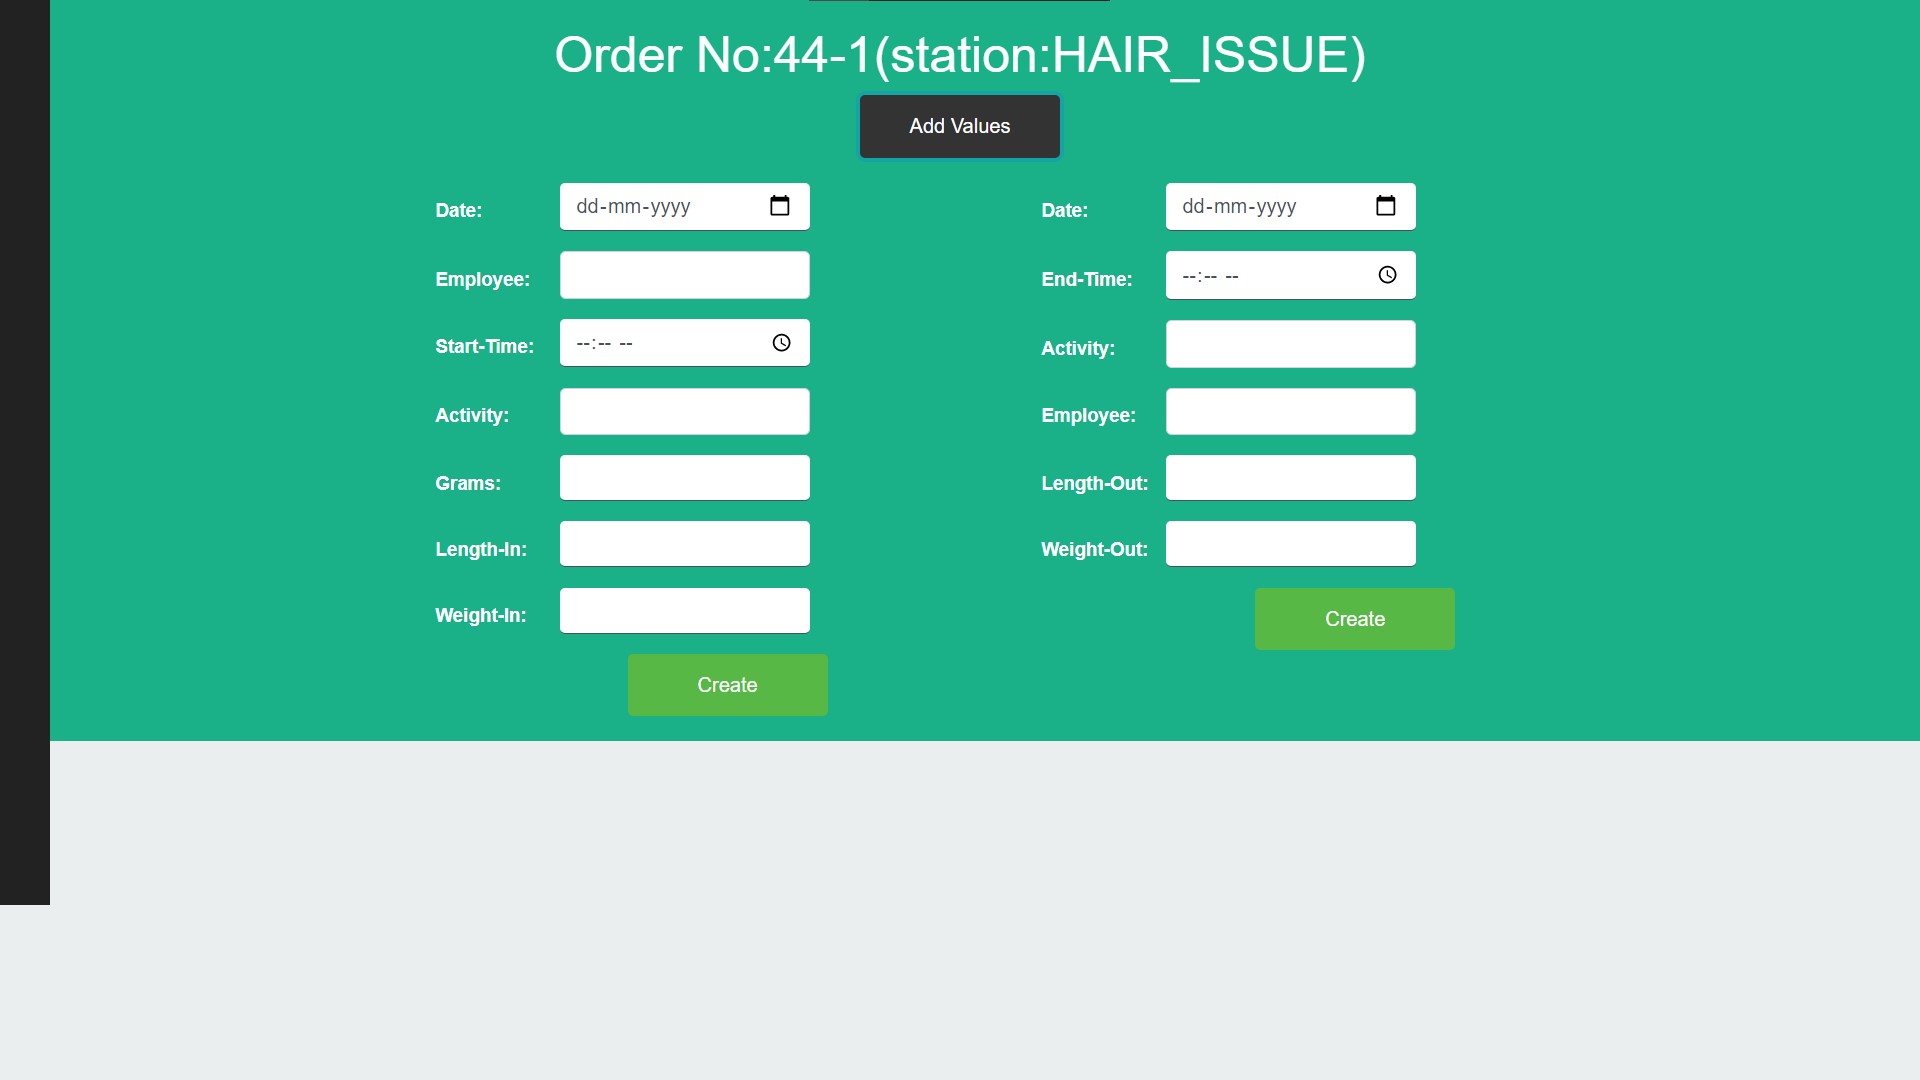 Order No:44-1(station:HAIR_ISSUE)
Add Values
Date: dd-mm-yyyy
Employee:
Start-Time: --:-- --
Activity:
Grams:
Length-In:
Weight-In:
Create
Date: dd-mm-yyyy
End-Time: --:-- --
Activity:
Employee:
Length-Out:
Weight-Out:
Create